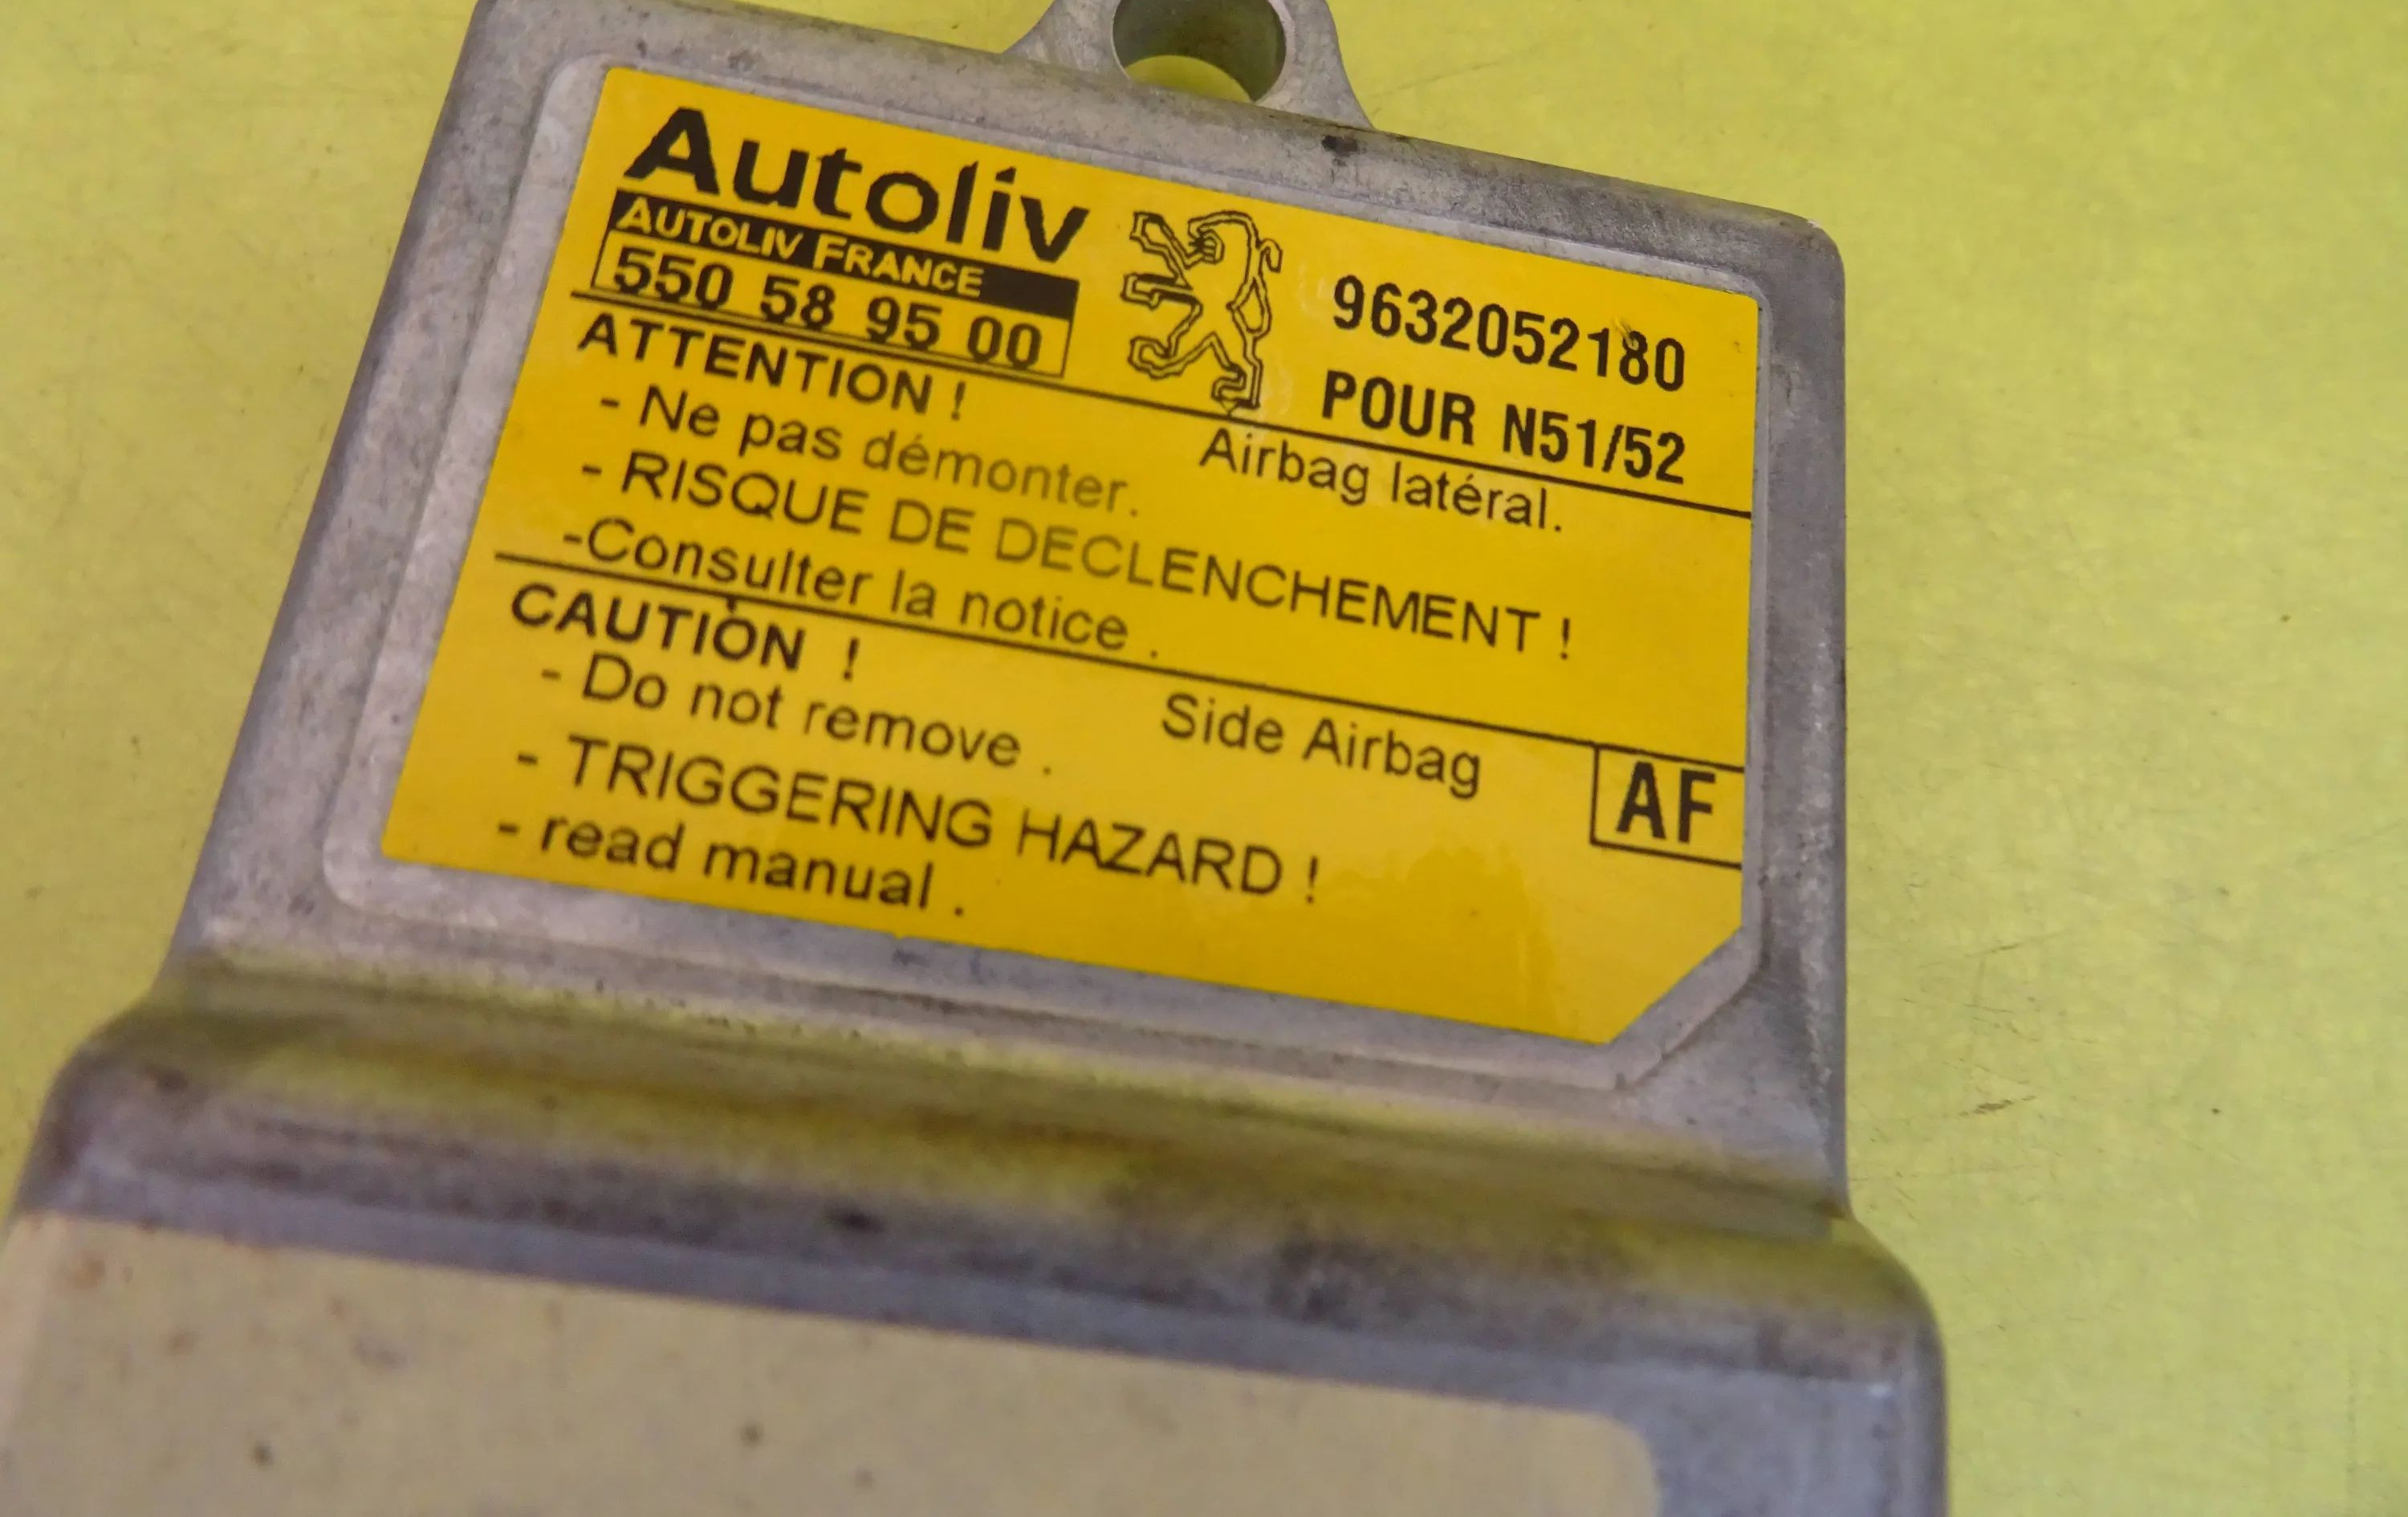 Autoliv
AUTOLIV FRANCE
550 58 95 00
9632052180
POUR N51/52
ATTENTION !
Airbag latéral.
- Ne pas démonter.
- RISQUE DE DECLENCHEMENT !
-Consulter la notice .
CAUTION !
Side Airbag
AF
- Do not remove .
- TRIGGERING HAZARD !
- read manual .